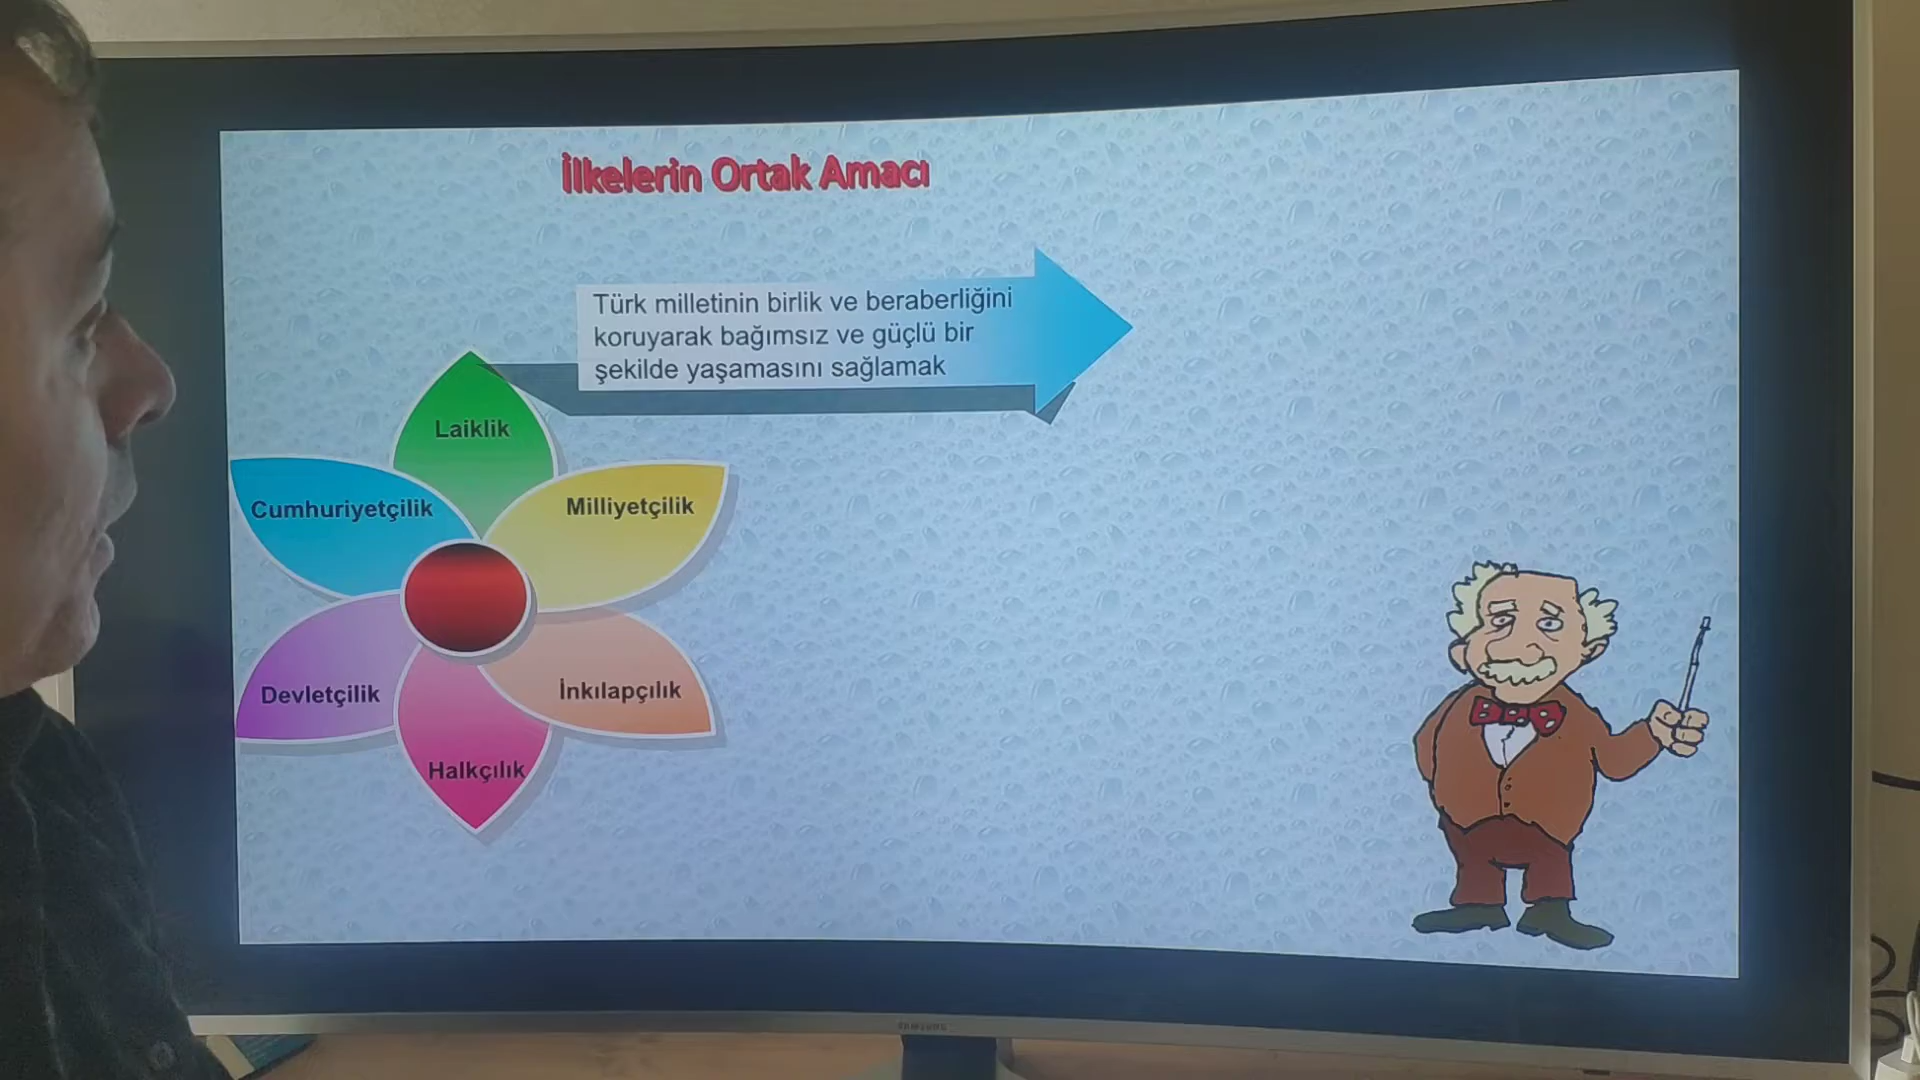 İlkelerin Ortak Amacı
Türk milletinin birlik ve beraberliğini
koruyarak bağımsız ve güçlü bir
şekilde yaşamasını sağlamak
Laiklik
Cumhuriyetçilik
Milliyetçilik
Devletçilik
İnkılapçılık
Halkçılık
SAMSUNG